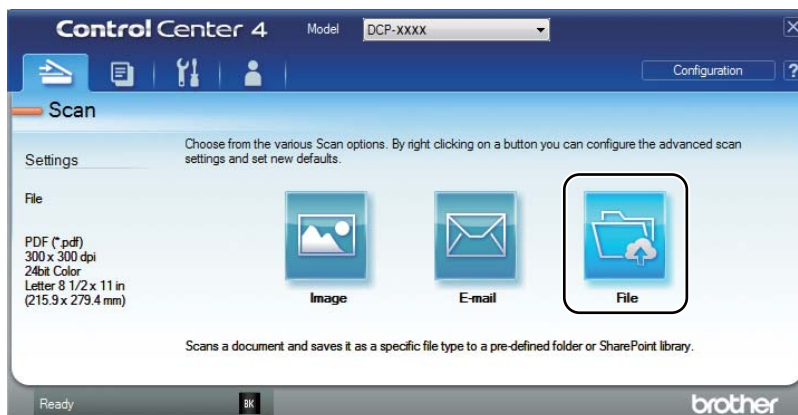 Control Center 4 Model DCP-XXXX X
Configuration ?
Scan
Choose from the various Scan options. By right clicking on a button you can configure the advanced scan
settings and set new defaults.
Settings
File
PDF (*.pdf)
300 x 300 dpi
24bit Color
Letter 8 1/2 x 11 in
(215.9 x 279.4 mm)
Image E-mail File
Scans a document and saves it as a specific file type to a pre-defined folder or SharePoint library.
Ready BK brother